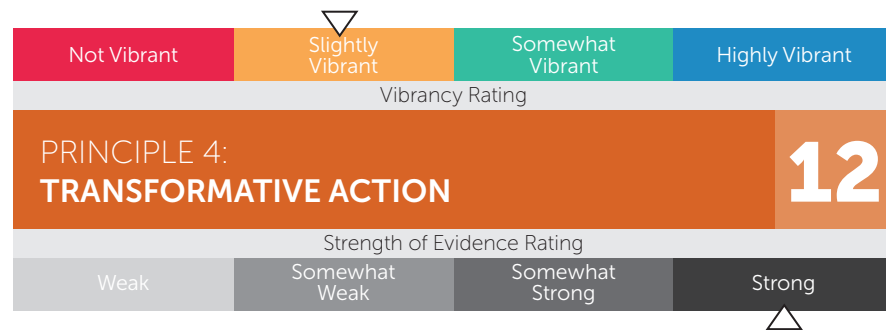 Not Vibrant
Slightly
Vibrant
Somewhat
Vibrant
Highly Vibrant
Vibrancy Rating
PRINCIPLE 4:
TRANSFORMATIVE ACTION
12
Strength of Evidence Rating
Weak
Somewhat
Weak
Somewhat
Strong
Strong